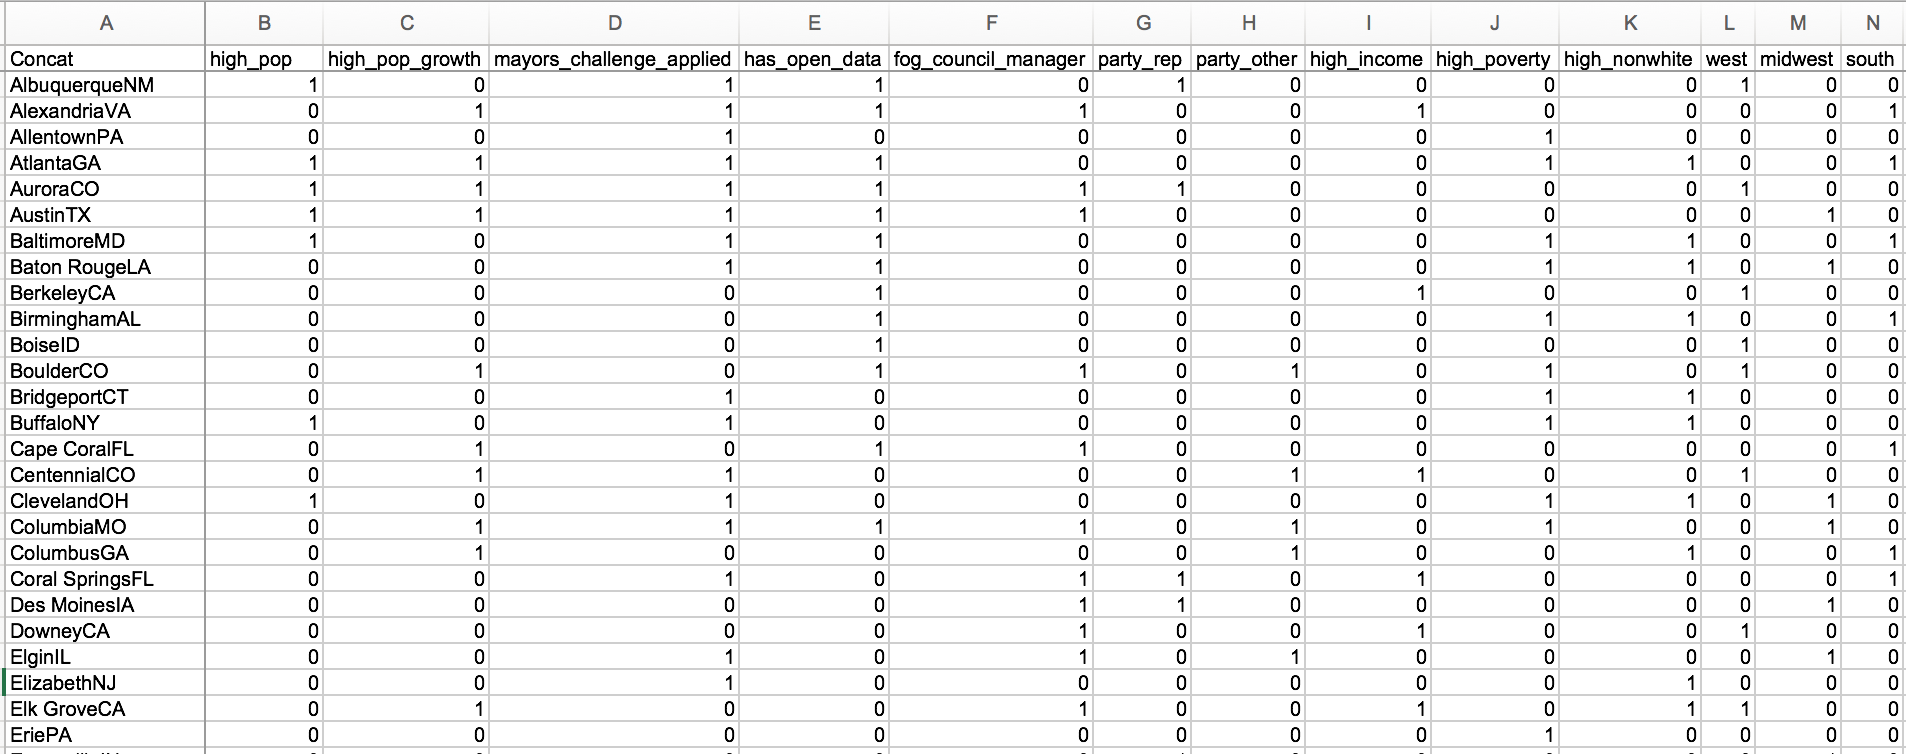 A B C D E F G H I J K L M N
Concat high_pop high_pop_growth mayors_challenge_applied has_open_data fog_council_manager party_rep party_other high_income high_poverty high_nonwhite west midwest south
AlbuquerqueNM 1 0 1 1 0 1 0 0 0 0 1 0 0
AlexandriaVA 0 1 1 1 1 0 0 1 0 0 0 0 1
AllentownPA 0 0 1 0 0 0 0 0 1 0 0 0 0
AtlantaGA 1 1 1 1 0 0 0 0 1 1 0 0 1
AuroraCO 1 1 1 1 1 1 0 0 0 0 1 0 0
AustinTX 1 1 1 1 1 0 0 0 0 0 0 1 0
BaltimoreMD 1 0 1 1 0 0 0 0 1 1 0 0 1
Baton RougeLA 0 0 1 1 0 0 0 0 1 1 0 1 0
BerkeleyCA 0 0 0 1 0 0 0 1 0 0 1 0 0
BirminghamAL 0 0 0 1 0 0 0 0 1 1 0 0 1
BoiseID 0 0 0 1 0 0 0 0 0 0 1 0 0
BoulderCO 0 1 0 1 1 0 1 0 1 0 1 0 0
BridgeportCT 0 0 1 0 0 0 0 0 1 1 0 0 0
BuffaloNY 1 0 1 0 0 0 0 0 1 1 0 0 0
Cape CoralFL 0 1 0 1 1 0 0 0 0 0 0 0 1
CentennialCO 0 1 1 0 0 0 1 1 0 0 1 0 0
ClevelandOH 1 0 1 0 0 0 0 0 1 1 0 1 0
ColumbiaMO 0 1 1 1 1 0 1 0 1 0 0 1 0
ColumbusGA 0 1 0 0 0 0 1 0 0 1 0 0 1
Coral SpringsFL 0 0 1 0 1 1 0 1 0 0 0 0 1
Des MoinesIA 0 0 0 0 1 1 0 0 0 0 0 1 0
DowneyCA 0 0 0 0 1 0 0 1 0 0 1 0 0
ElginIL 0 0 1 0 1 0 1 0 0 0 0 1 0
ElizabethNJ 0 0 1 0 0 0 0 0 0 1 0 0 0
Elk GroveCA 0 1 0 0 1 0 0 1 0 1 1 0 0
EriePA 0 0 0 0 0 0 0 0 1 0 0 0 0